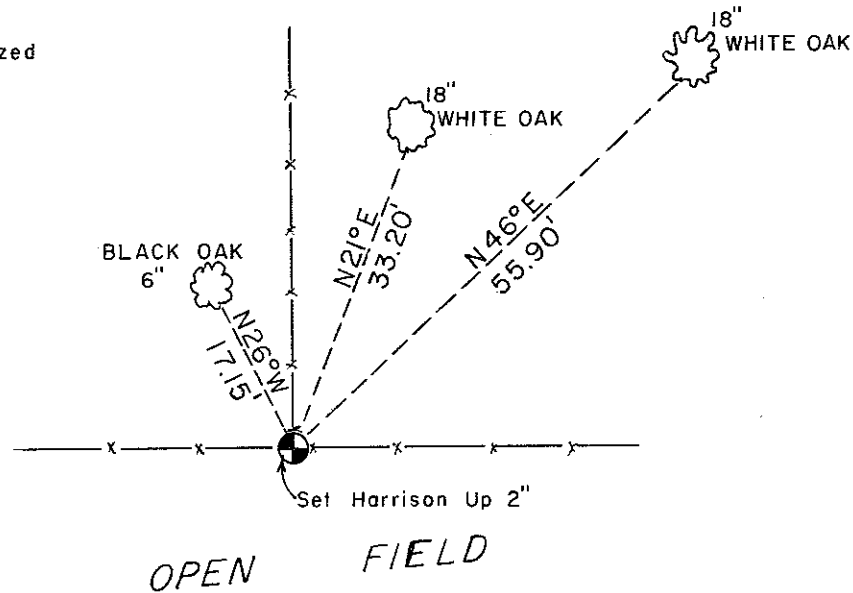 zed
18"
WHITE OAK
18"
WHITE OAK
BLACK OAK
6"
N46°E
55.90'
N21°E
33.20'
N26°W
17.15'
Set Harrison Up 2"
OPEN FIELD